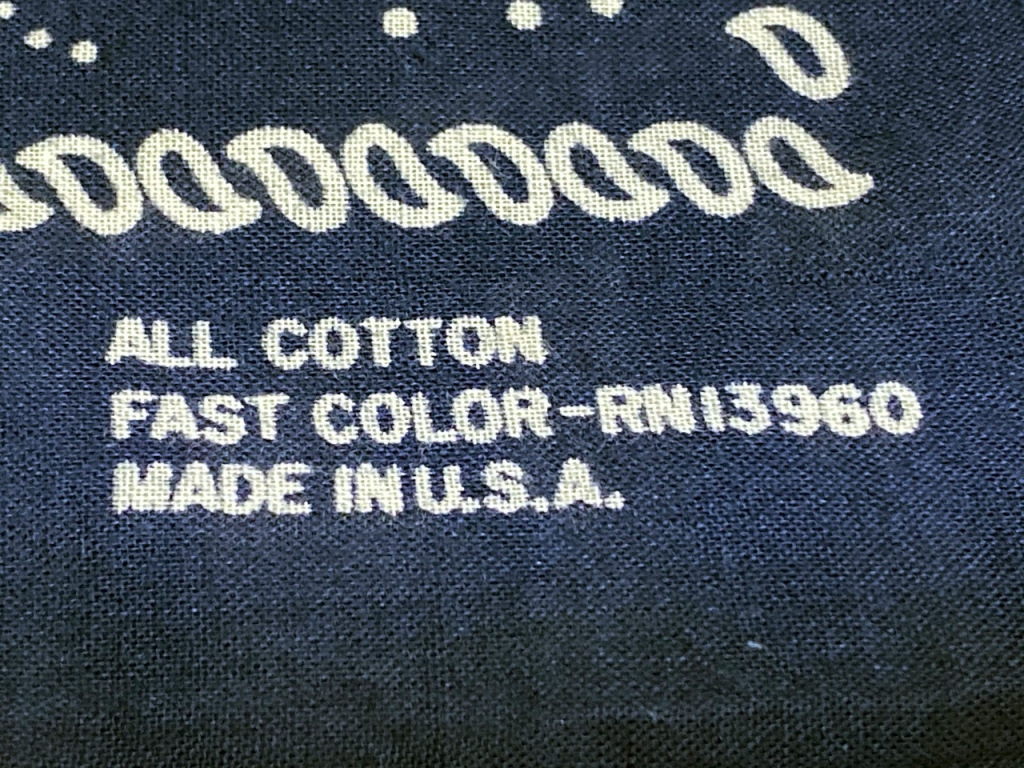 ALL COTTON
FAST COLOR-RN13960
MADE IN U.S.A.